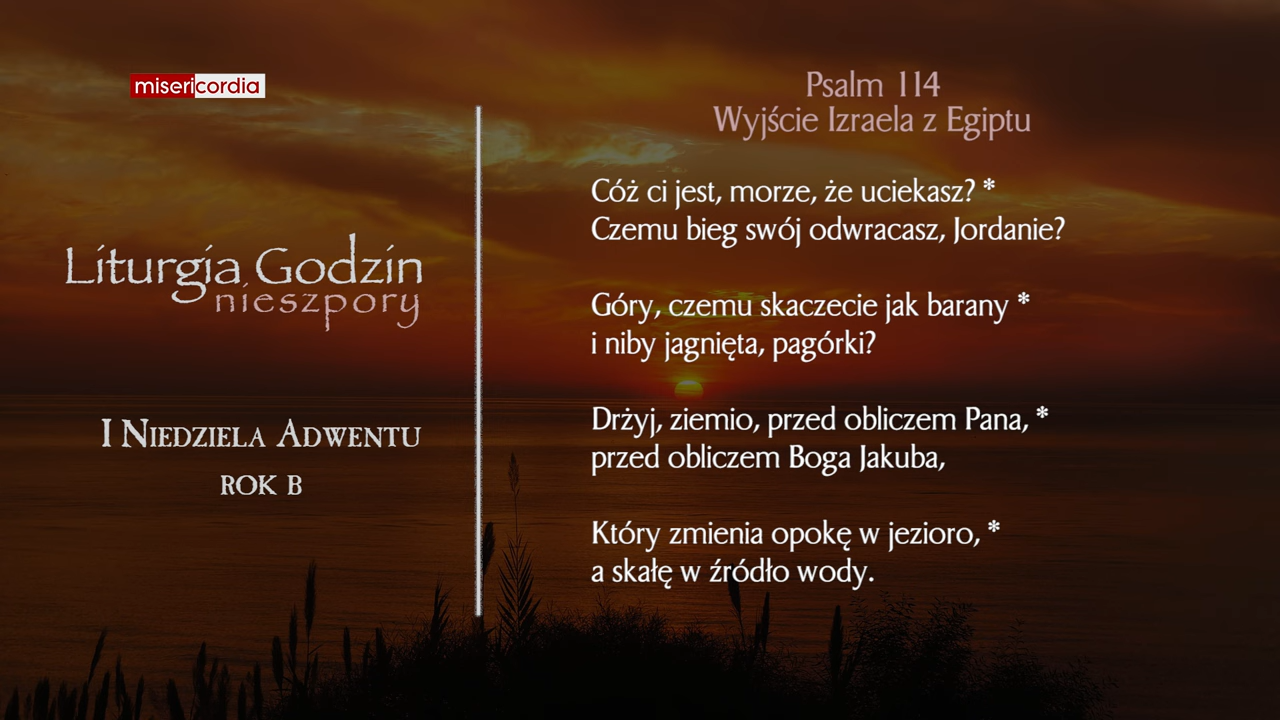 misericordia
Liturgia Godzin
nieszpory
I Niedziela Adwentu
rok B
Psalm 114
Wyjście Izraela z Egiptu
Cóż ci jest, morze, że uciekasz? *
Czemu bieg swój odwracasz, Jordanie?
Góry, czemu skaczecie jak barany *
i niby jagnięta, pagórki?
Drżyj, ziemio, przed obliczem Pana, *
przed obliczem Boga Jakuba,
Który zmienia opokę w jezioro, *
a skałę w źródło wody.